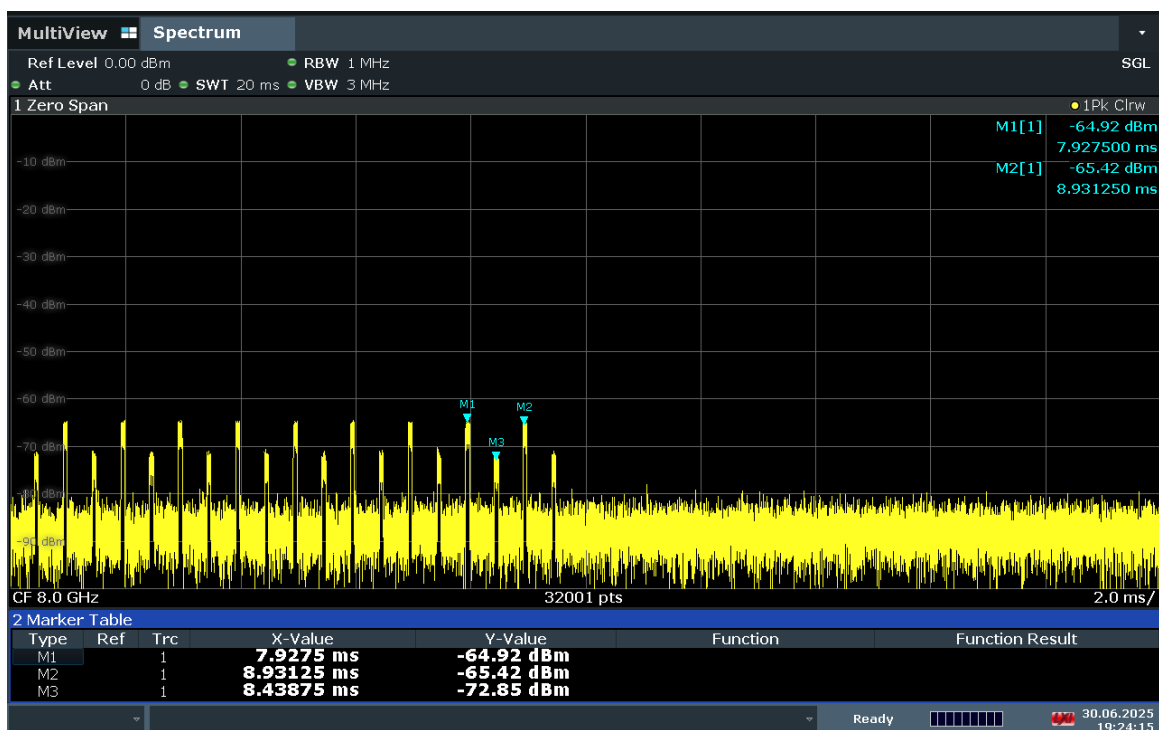 MultiView Spectrum
Ref Level 0.00 dBm RBW 1 MHz SGL
Att 0 dB SWT 20 ms VBW 3 MHz
1 Zero Span 1Pk Clrw
M1[1] -64.92 dBm
7.927500 ms
M2[1] -65.42 dBm
8.931250 ms
-10 dBm
-20 dBm
-30 dBm
-40 dBm
-50 dBm
-60 dBm
M1
M2
M3
-70 dBm
-80 dBm
-90 dBm
CF 8.0 GHz 32001 pts 2.0 ms/
2 Marker Table
Type Ref Trc X-Value Y-Value Function Function Result
M1 1 7.9275 ms -64.92 dBm
M2 1 8.93125 ms -65.42 dBm
M3 1 8.43875 ms -72.85 dBm
Ready 30.06.2025
19:24:15